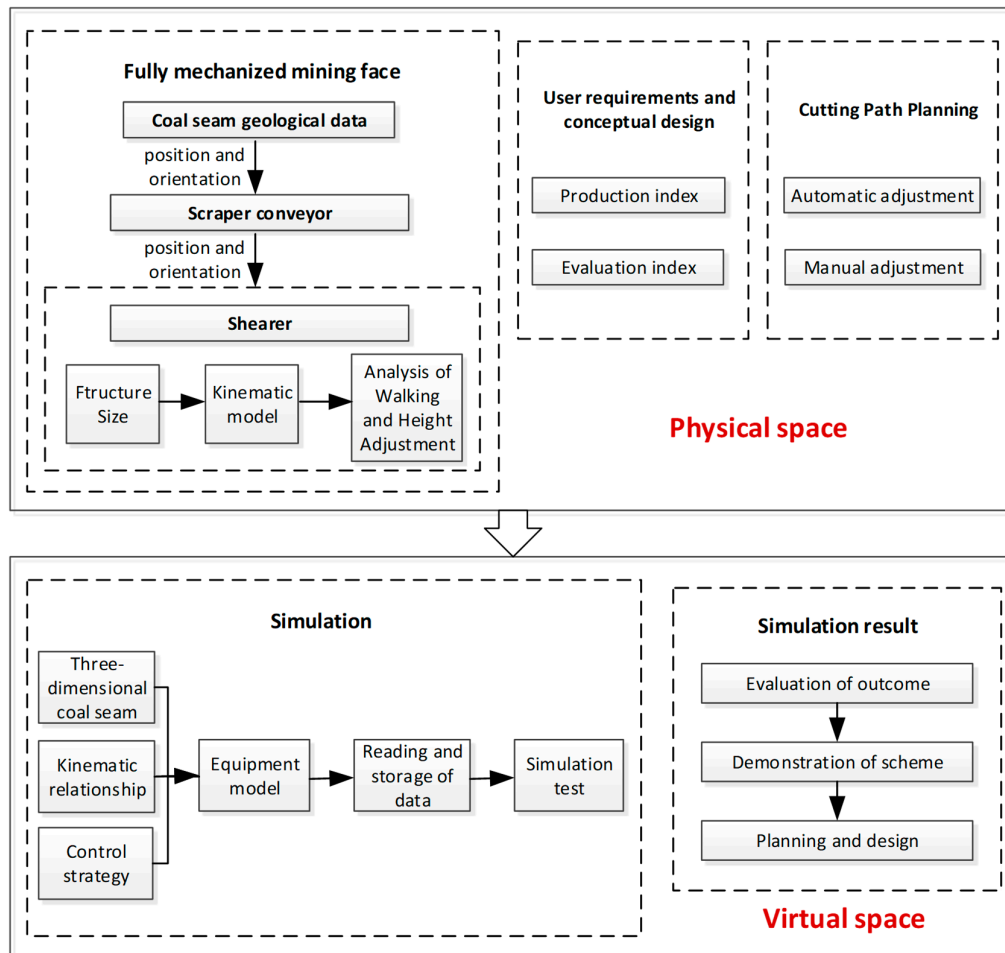 Fully mechanized mining face
Coal seam geological data
position and
orientation
Scraper conveyor
position and
orientation
Shearer
Ftructure
Size
Kinematic
model
Analysis of
Walking
and Height
Adjustment
User requirements and
conceptual design
Production index
Evaluation index
Cutting Path Planning
Automatic adjustment
Manual adjustment
Physical space
Simulation
Three-
dimensional
coal seam
Kinematic
relationship
Control
strategy
Equipment
model
Reading and
storage of
data
Simulation
test
Simulation result
Evaluation of outcome
Demonstration of scheme
Planning and design
Virtual space